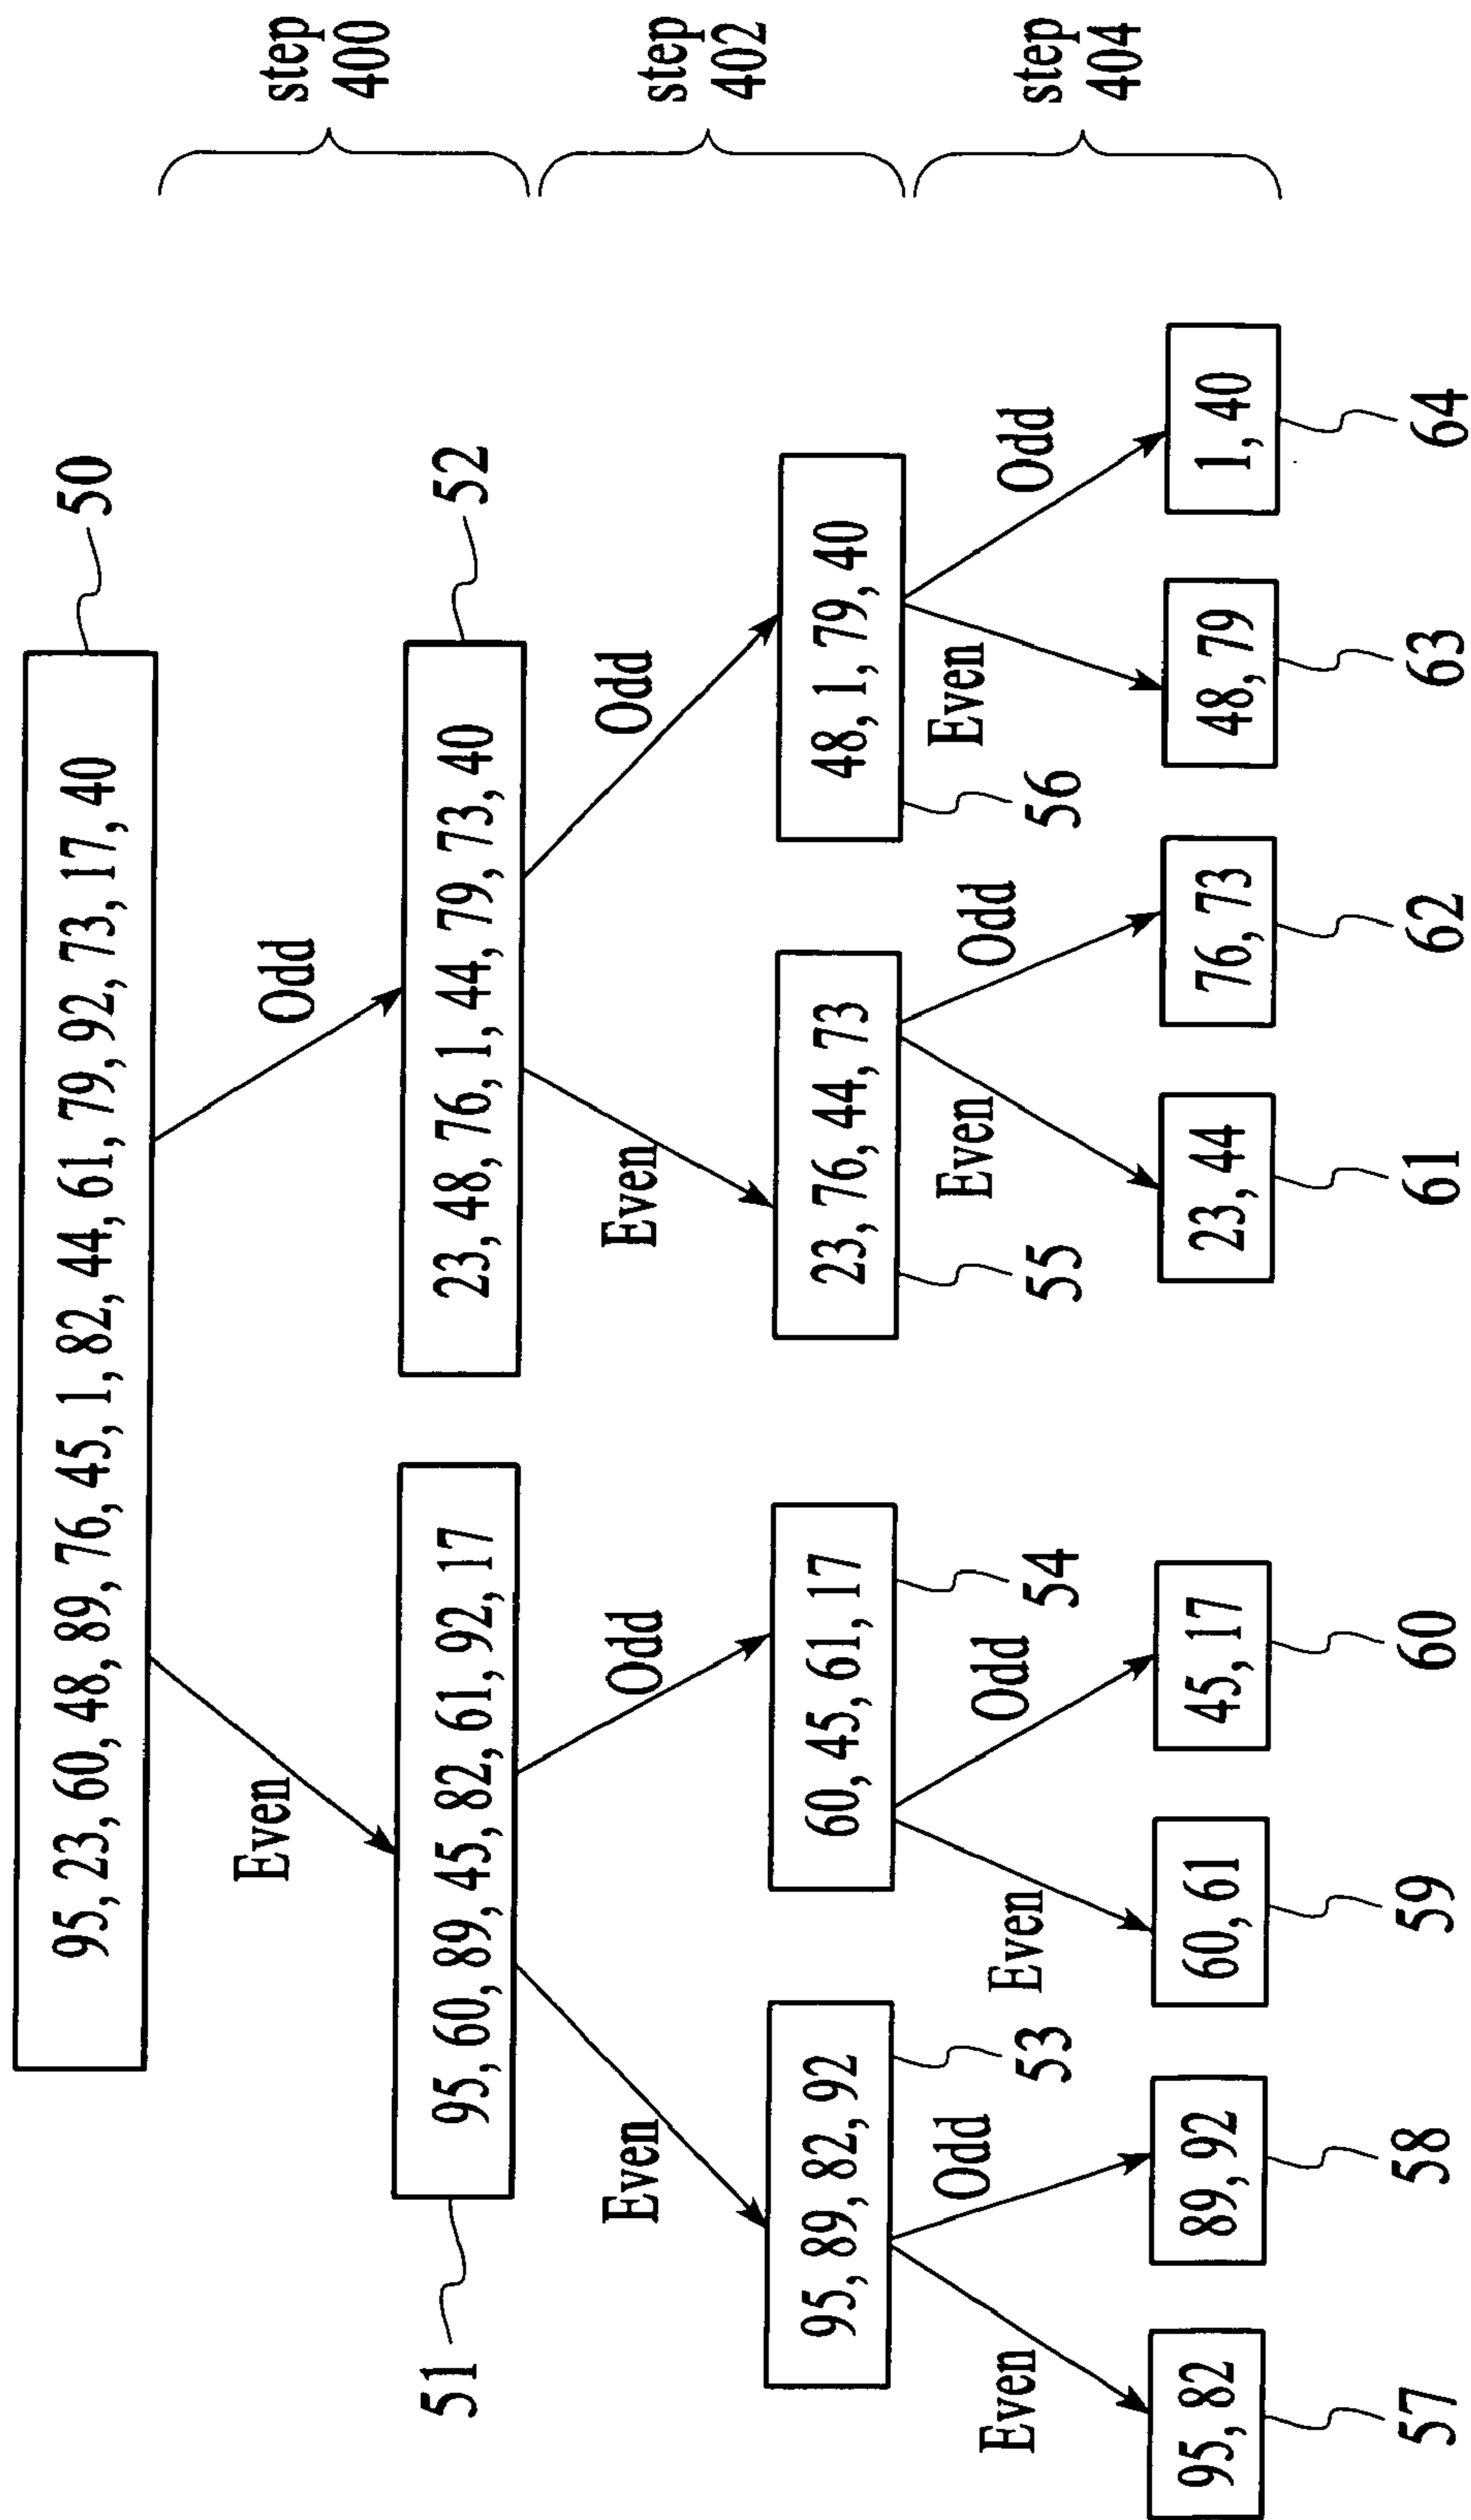 50
95, 23, 60, 48, 89, 76, 45, 1, 82, 44, 61, 79, 92, 73, 17, 40
Even
Odd
step
400
51
95, 60, 89, 45, 82, 61, 92, 17
23, 48, 76, 1, 44, 79, 73, 40
52
Even
Odd
Even
Odd
step
402
95, 89, 82, 92
60, 45, 61, 17
23, 76, 44, 73
48, 1, 79, 40
53
54
55
56
Even
Odd
Even
Odd
Even
Odd
Even
Odd
step
404
95, 82
89, 92
60, 61
45, 17
23, 44
76, 73
48, 79
1, 40
57
58
59
60
61
62
63
64